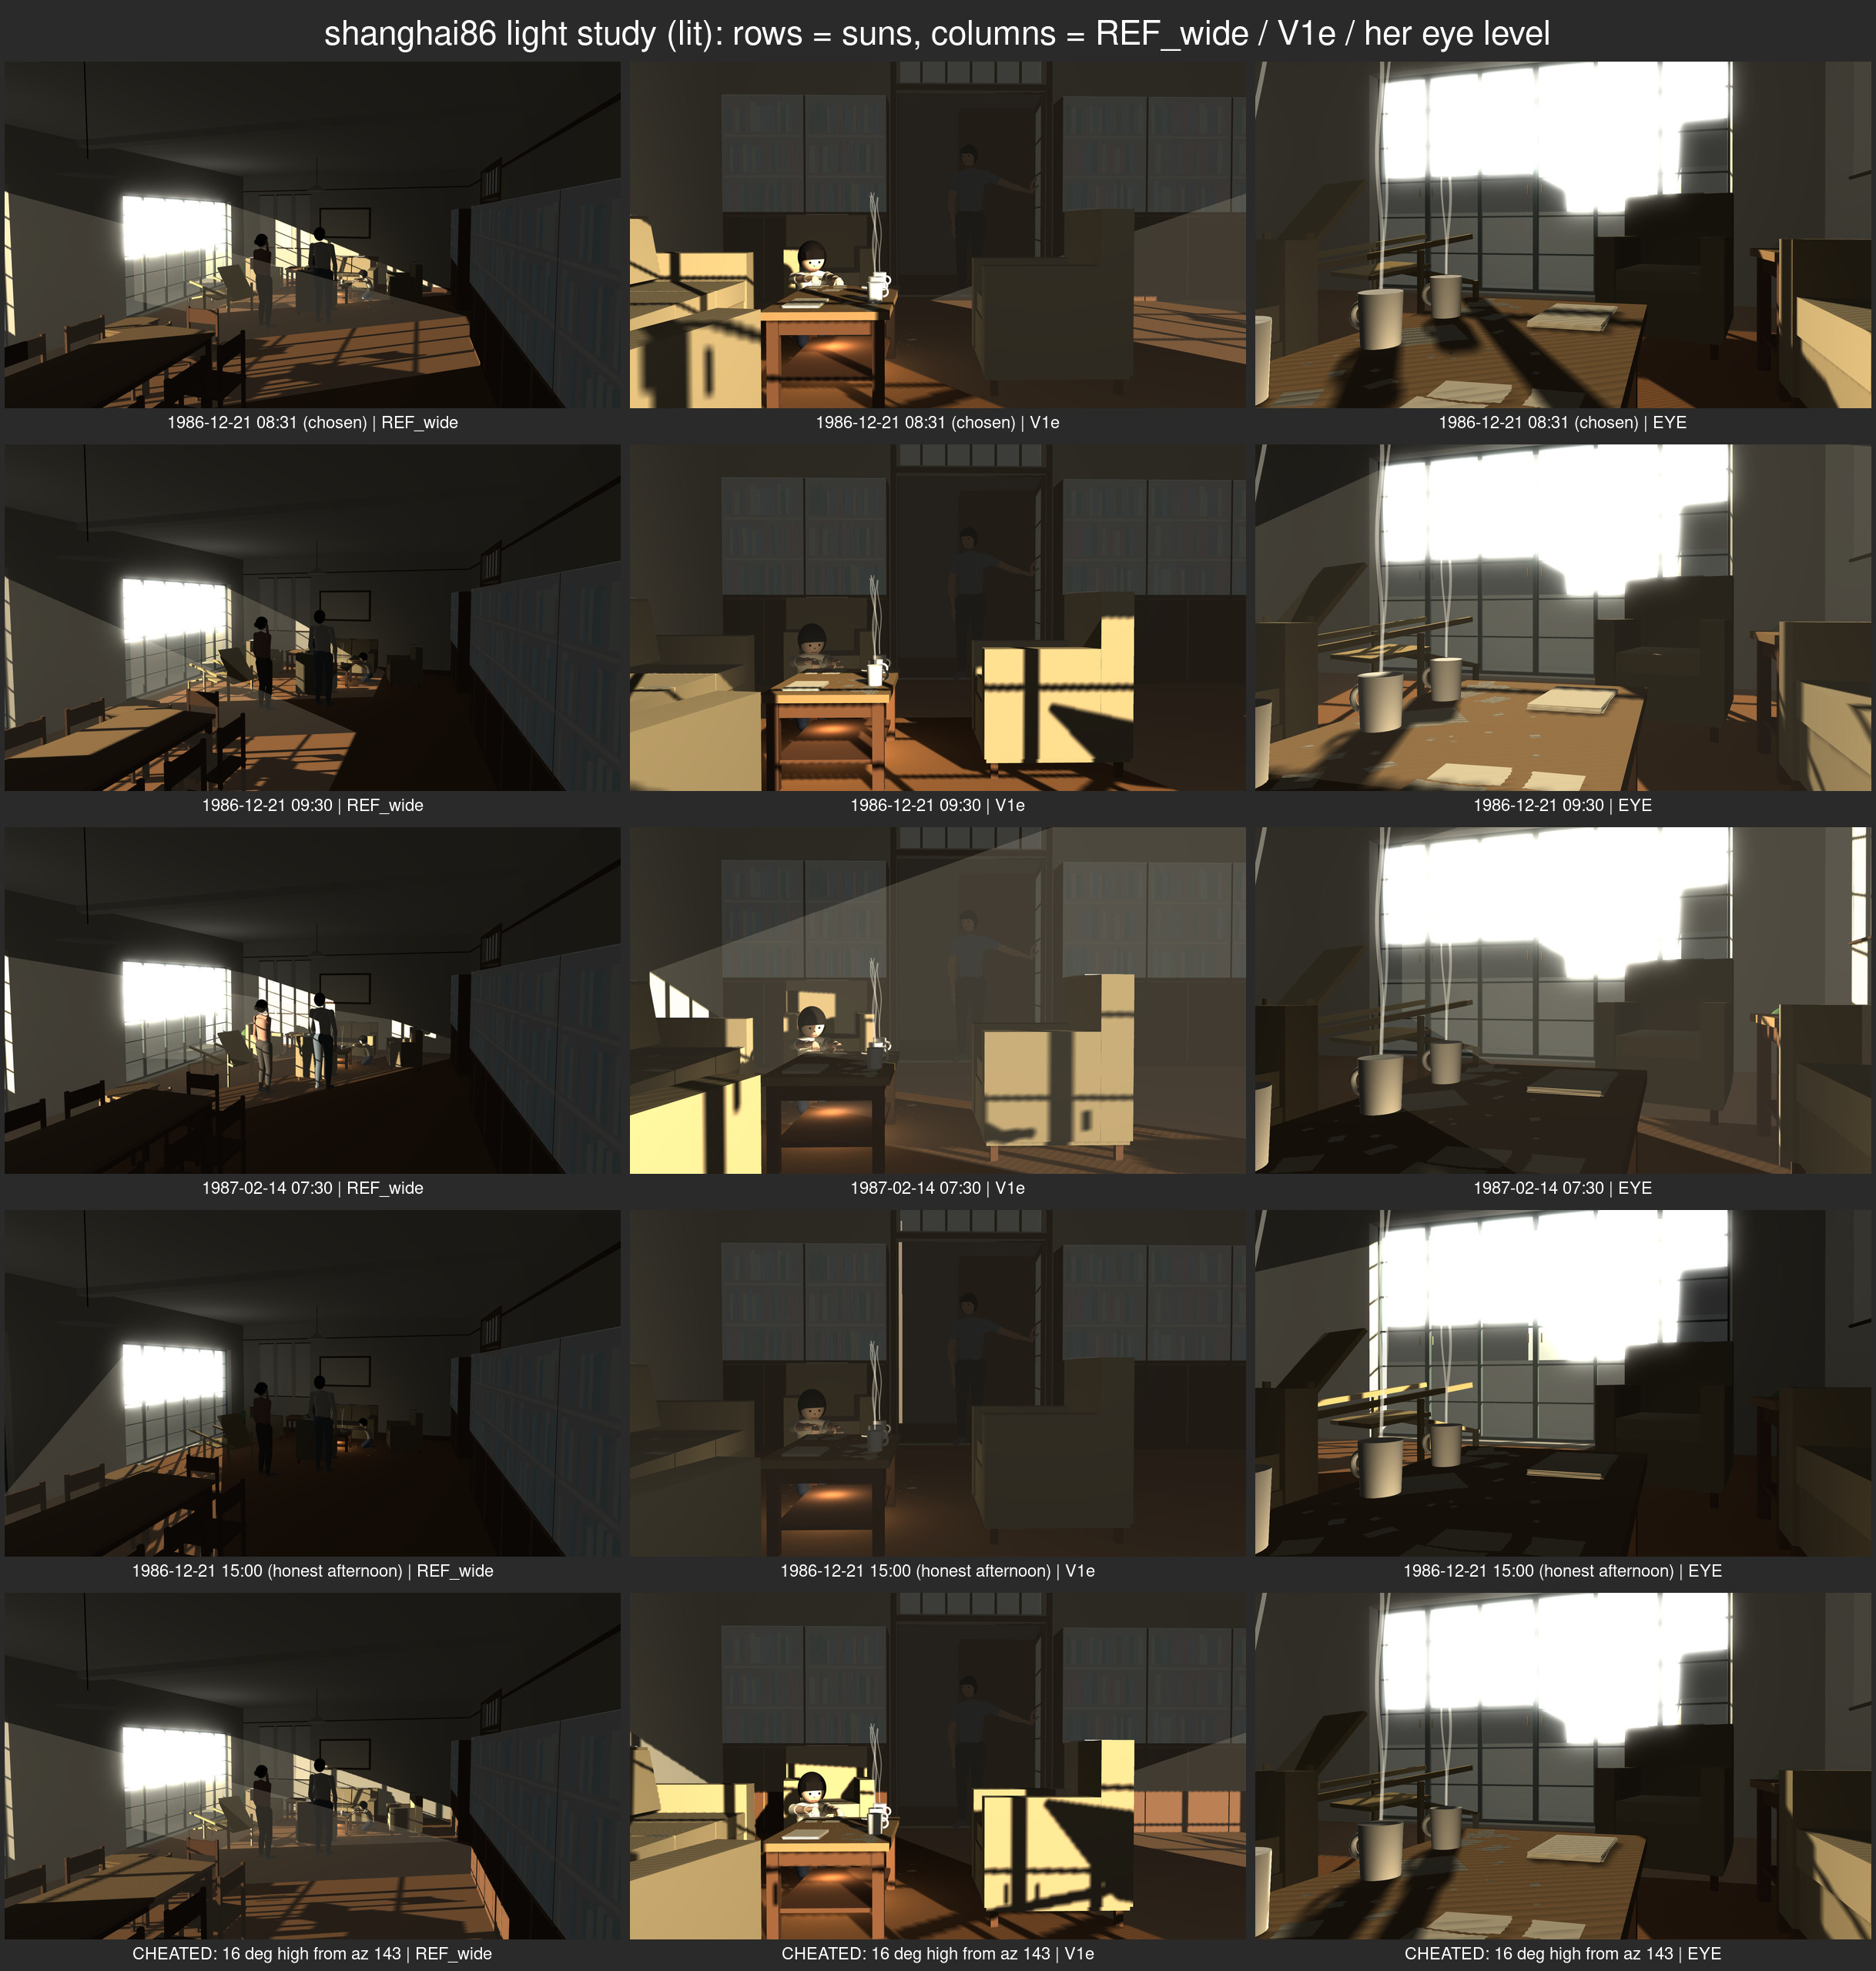 shanghai86 light study (lit): rows = suns, columns = REF_wide / V1e / her eye level
1986-12-21 08:31 (chosen) | REF_wide
1986-12-21 08:31 (chosen) | V1e
1986-12-21 08:31 (chosen) | EYE
1986-12-21 09:30 | REF_wide
1986-12-21 09:30 | V1e
1986-12-21 09:30 | EYE
1987-02-14 07:30 | REF_wide
1987-02-14 07:30 | V1e
1987-02-14 07:30 | EYE
1986-12-21 15:00 (honest afternoon) | REF_wide
1986-12-21 15:00 (honest afternoon) | V1e
1986-12-21 15:00 (honest afternoon) | EYE
CHEATED: 16 deg high from az 143 | REF_wide
CHEATED: 16 deg high from az 143 | V1e
CHEATED: 16 deg high from az 143 | EYE